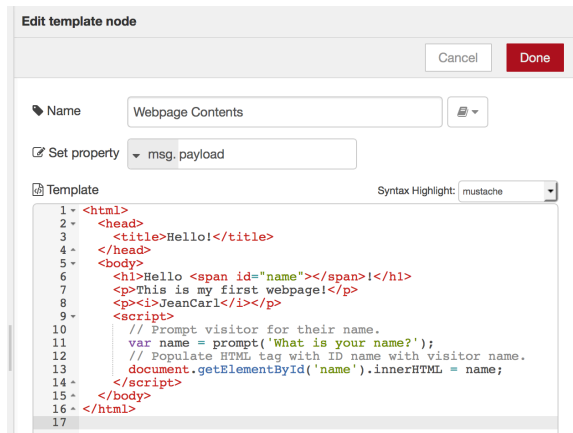 Edit template node
Cancel Done
Name Webpage Contents
Set property msg. payload
Template Syntax Highlight: mustache
1 <html>
2 <head>
3 <title>Hello!</title>
4 </head>
5 <body>
6 <h1>Hello <span id="name"></span>!</h1>
7 <p>This is my first webpage!</p>
8 <p><i>JeanCarl</i></p>
9 <script>
10 // Prompt visitor for their name.
11 var name = prompt('What is your name?');
12 // Populate HTML tag with ID name with visitor name.
13 document.getElementById('name').innerHTML = name;
14 </script>
15 </body>
16 </html>
17